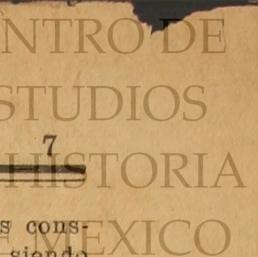 NTRO DE
STUDIOS
7
HISTORIA
s cons-
E MEXICO
siendo